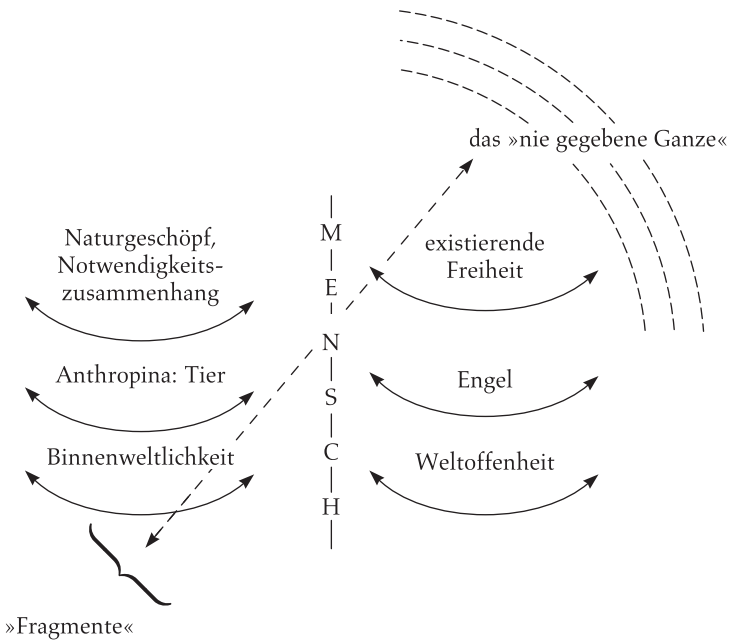 das »nie gegebene Ganze«
Naturgeschöpf,
Notwendigkeits-
zusammenhang
M
E
N
S
C
H
existierende
Freiheit
Anthropina: Tier
Engel
Binnenweltlichkeit
Weltoffenheit
»Fragmente«